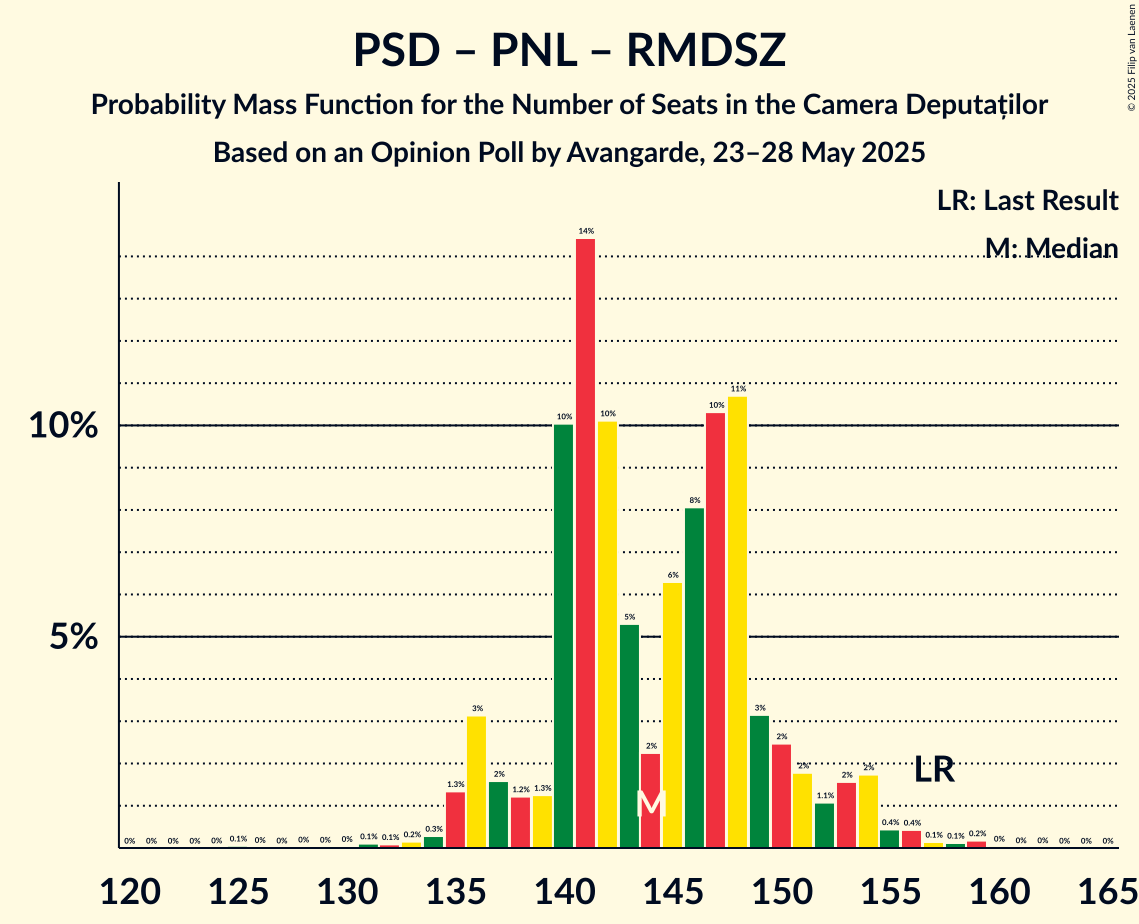 PSD – PNL – RMDSZ
Probability Mass Function for the Number of Seats in the Camera Deputaților
Based on an Opinion Poll by Avangarde, 23–28 May 2025
© 2025 Filip van Laenen
LR: Last Result
M: Median
10%
5%
0% 0% 0% 0% 0% 0.1% 0% 0% 0% 0% 0% 0.1% 0.1% 0.2% 0.3% 1.3% 3% 2% 1.2% 1.3% 10% 14% 10% 5% 2% 6% 8% 10% 11% 3% 2% 2% 1.1% 2% 2% 0.4% 0.4% 0.1% 0.1% 0.2% 0% 0% 0% 0% 0% 0%
M
LR
120 125 130 135 140 145 150 155 160 165